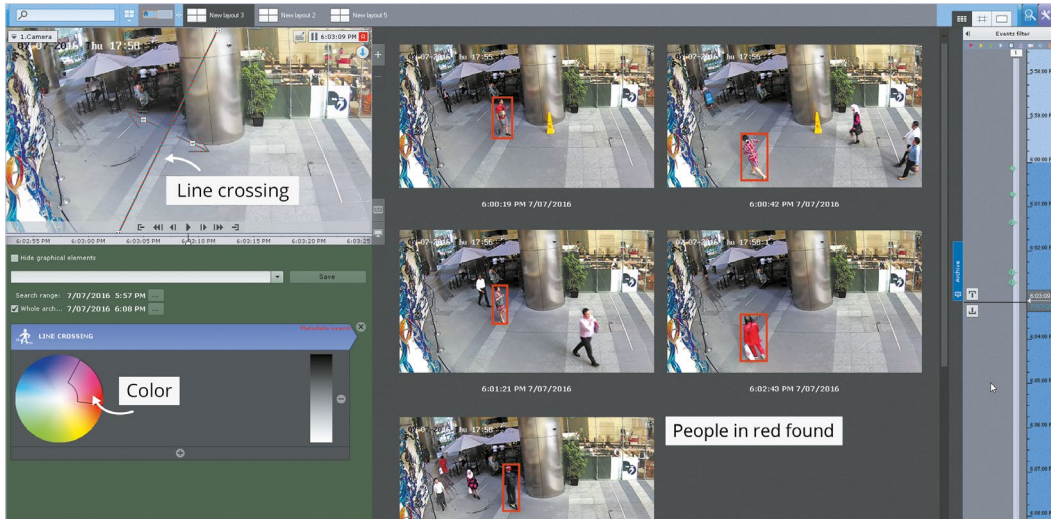 New layout 3
New layout 2
New layout 5
1.Camera
6:03:09 PM
R
Line crossing
6:02:55 PM 6:03:00 PM 6:03:05 PM 6:03:10 PM 6:03:15 PM 6:03:20 PM 6:03:25
Hide graphical elements
Save
Search range: 7/07/2016 5:57 PM ...
Whole arch... 7/07/2016 6:08 PM ...
LINE CROSSING
Color
6:00:19 PM 7/07/2016
6:00:42 PM 7/07/2016
6:01:21 PM 7/07/2016
6:02:43 PM 7/07/2016
People in red found
Events filter
1
Archive
6:03:09